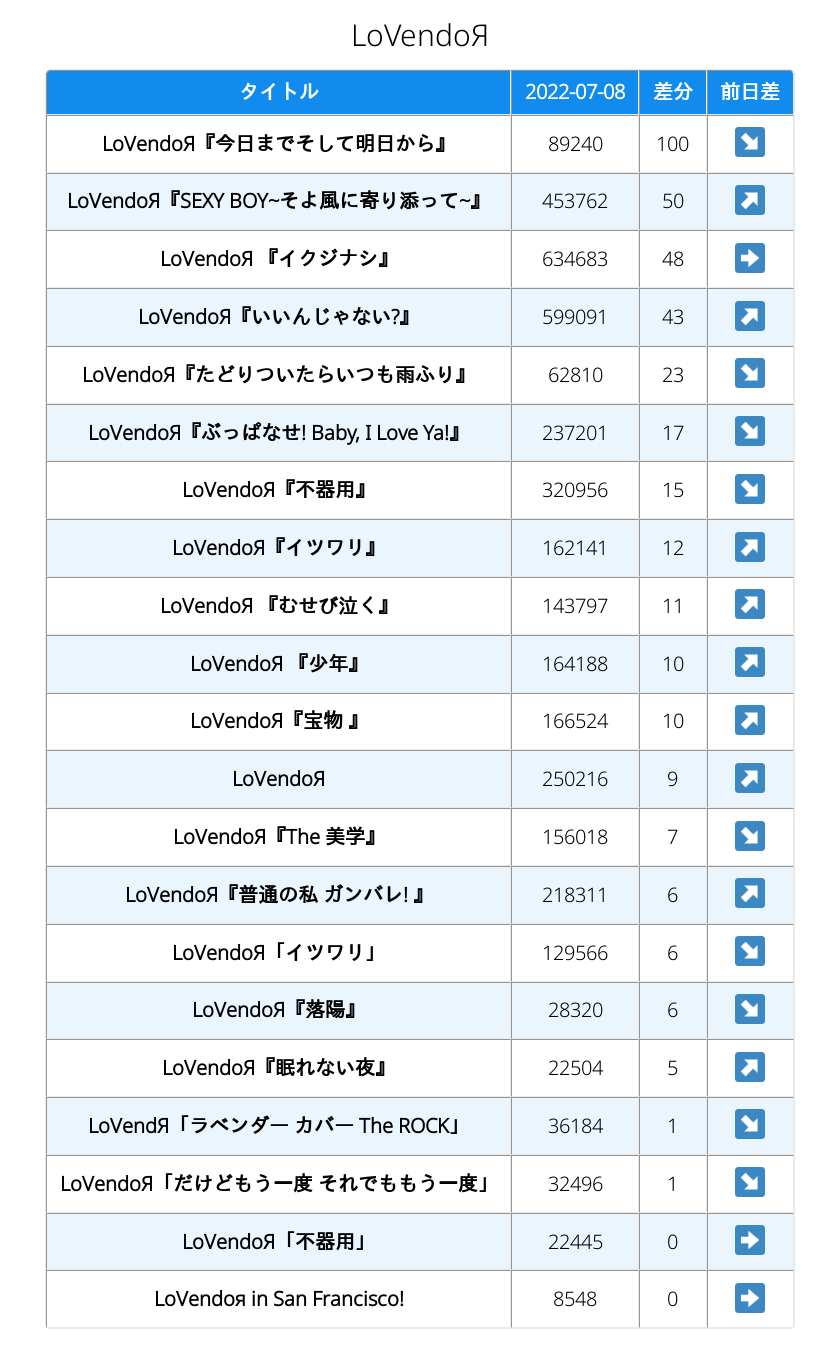 LoVendoЯ
タイトル 2022-07-08 差分 前日差
LoVendoЯ『今日までそして明日から』 89240 100 ↘
LoVendoЯ『SEXY BOY~そよ風に寄り添って~』 453762 50 ↗
LoVendoЯ 『イクジナシ』 634683 48 ➡
LoVendoЯ『いいんじゃない?』 599091 43 ↗
LoVendoЯ『たどりついたらいつも雨ふり』 62810 23 ↘
LoVendoЯ『ぶっぱなせ! Baby, I Love Ya!』 237201 17 ↘
LoVendoЯ『不器用』 320956 15 ↘
LoVendoЯ『イツワリ』 162141 12 ↗
LoVendoЯ 『むせび泣く』 143797 11 ↗
LoVendoЯ 『少年』 164188 10 ↗
LoVendoЯ『宝物 』 166524 10 ↗
LoVendoЯ 250216 9 ↗
LoVendoЯ『The 美学』 156018 7 ↘
LoVendoЯ『普通の私 ガンバレ! 』 218311 6 ↗
LoVendoЯ「イツワリ」 129566 6 ↘
LoVendoЯ『落陽』 28320 6 ↘
LoVendoЯ『眠れない夜』 22504 5 ↗
LoVendЯ「ラベンダー カバー The ROCK」 36184 1 ↘
LoVendoЯ「だけどもう一度 それでももう一度」 32496 1 ↘
LoVendoЯ「不器用」 22445 0 ➡
LoVendoя in San Francisco! 8548 0 ➡